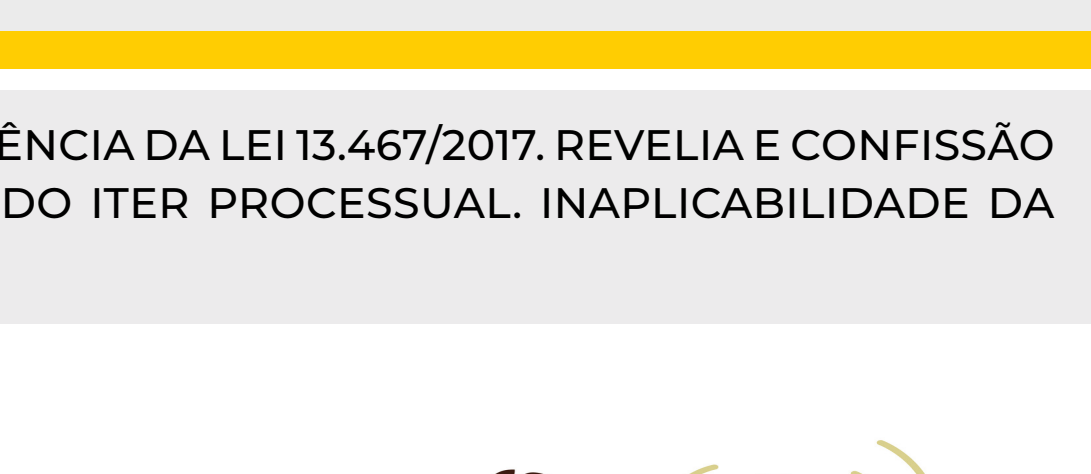 ÊNCIA DA LEI 13.467/2017. REVELIA E CONFISSÃO
DO ITER PROCESSUAL. INAPLICABILIDADE DA